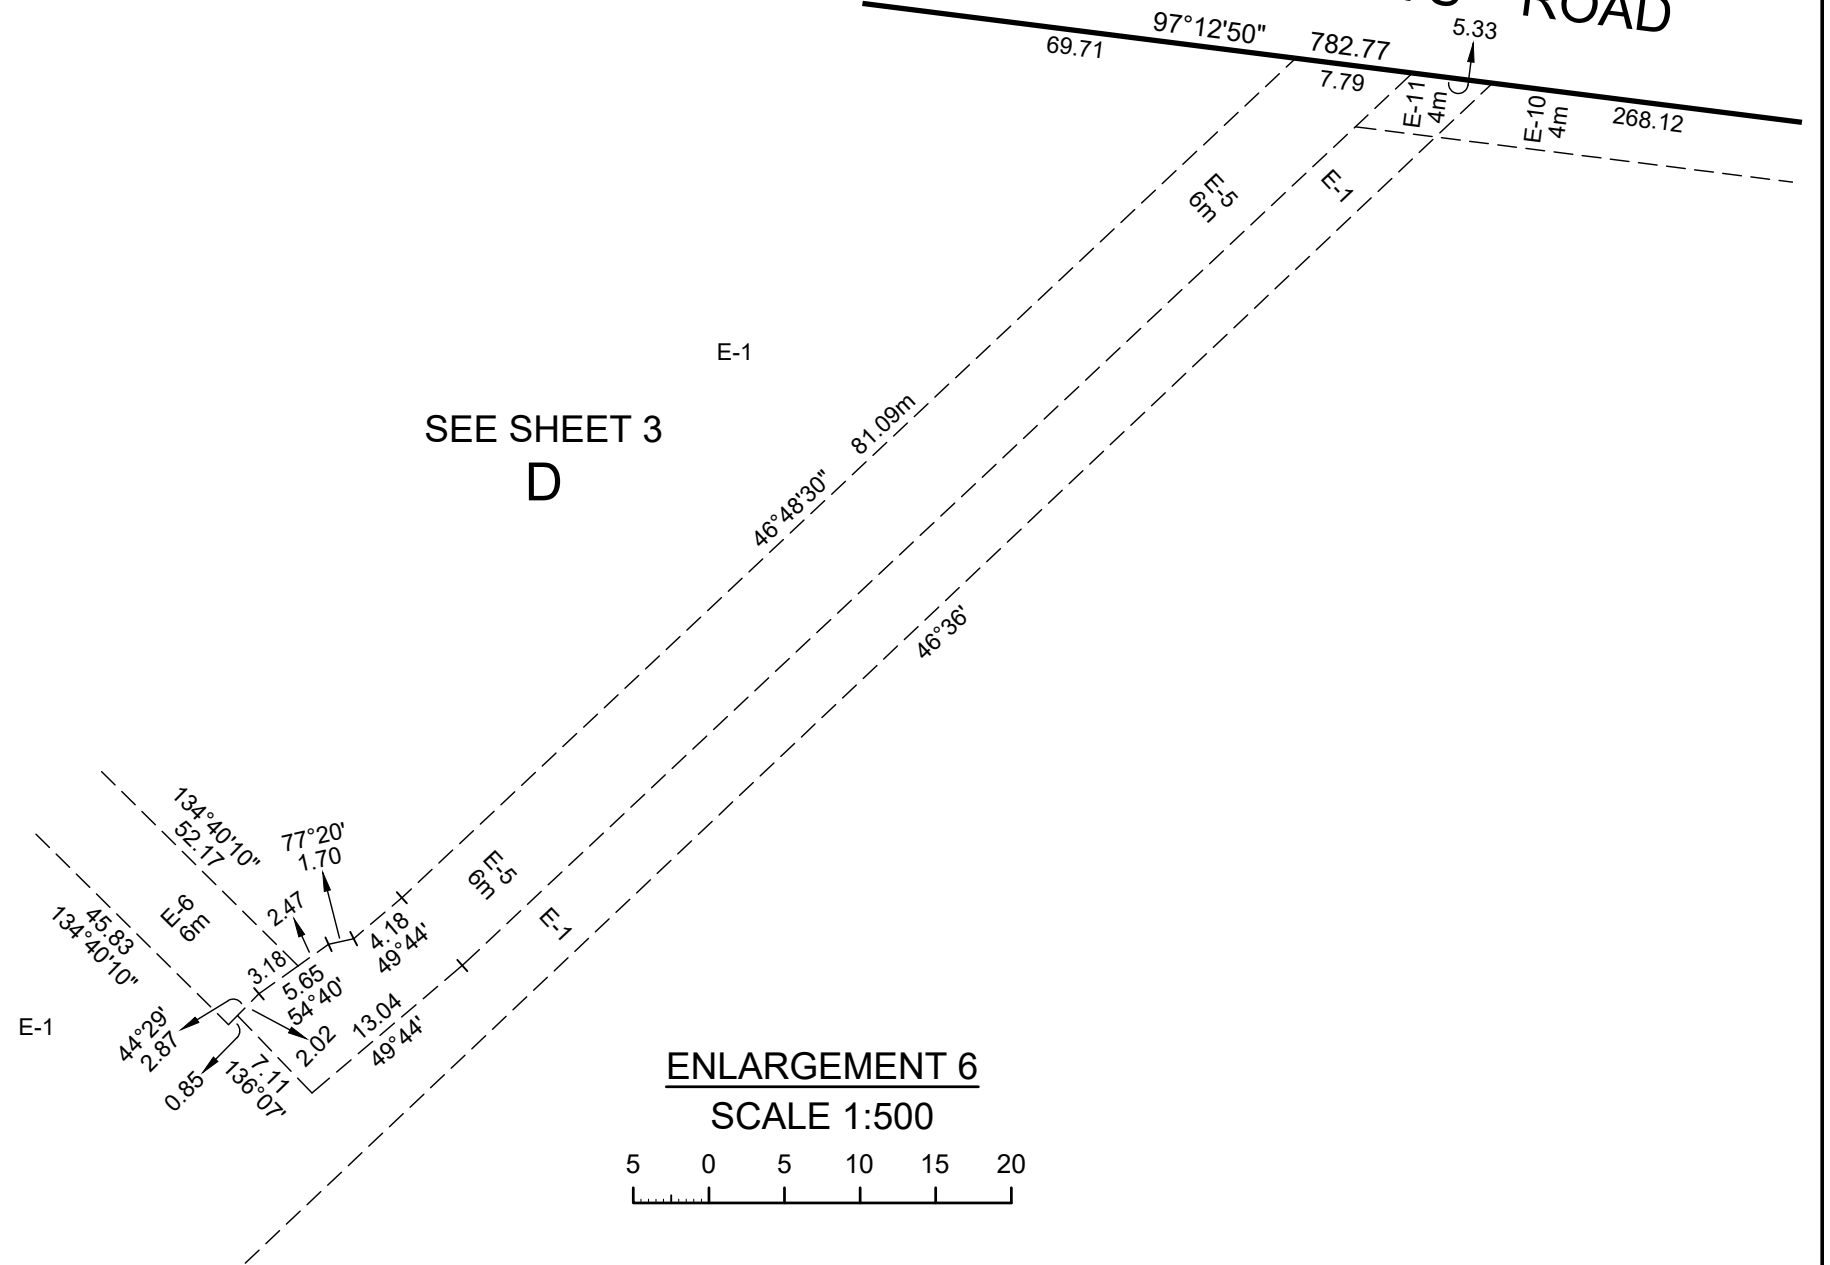 ROAD
97°12'50"
782.77
5.33
69.71
7.79
E-11
4m
E-10
4m
268.12
E-5
6m
E-1
E-1
SEE SHEET 3
D
81.09m
46°48'30"
46°36'
134°40'10"
52.17
77°20'
1.70
2.47
E-6
6m
45.83
134°40'10"
4.18
49°44'
E-5
6m
E-1
3.18
5.65
54°40'
13.04
49°44'
E-1
44°29'
2.87
2.02
0.85
7.11
136°07'
ENLARGEMENT 6
SCALE 1:500
5 0 5 10 15 20